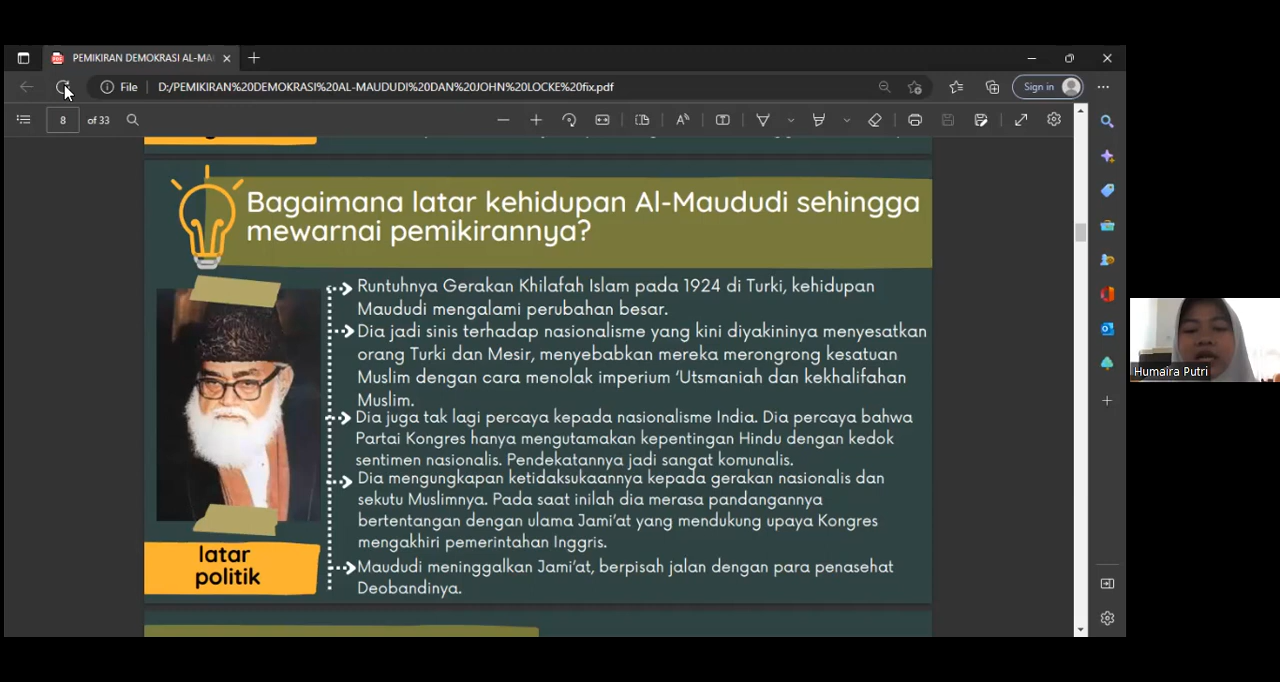 PEMIKIRAN DEMOKRASI AL-MA
File
D:/PEMIKIRAN%20DEMOKRASI%20AL-MAUDUDI%20DAN%20JOHN%20LOCKE%20fix.pdf
Sign in
8
of 33
Bagaimana latar kehidupan Al-Maududi sehingga
mewarnai pemikirannya?
Runtuhnya Gerakan Khilafah Islam pada 1924 di Turki, kehidupan
Maududi mengalami perubahan besar.
Dia jadi sinis terhadap nasionalisme yang kini diyakininya menyesatkan
orang Turki dan Mesir, menyebabkan mereka merongrong kesatuan
Muslim dengan cara menolak imperium ‘Utsmaniah dan kekhalifahan
Muslim.
Dia juga tak lagi percaya kepada nasionalisme India. Dia percaya bahwa
Partai Kongres hanya mengutamakan kepentingan Hindu dengan kedok
sentimen nasionalis. Pendekatannya jadi sangat komunalis.
Dia mengungkapan ketidaksukaannya kepada gerakan nasionalis dan
sekutu Muslimnya. Pada saat inilah dia merasa pandangannya
bertentangan dengan ulama Jami’at yang mendukung upaya Kongres
mengakhiri pemerintahan Inggris.
Maududi meninggalkan Jami’at, berpisah jalan dengan para penasehat
Deobandinya.
latar
politik
Humaira Putri